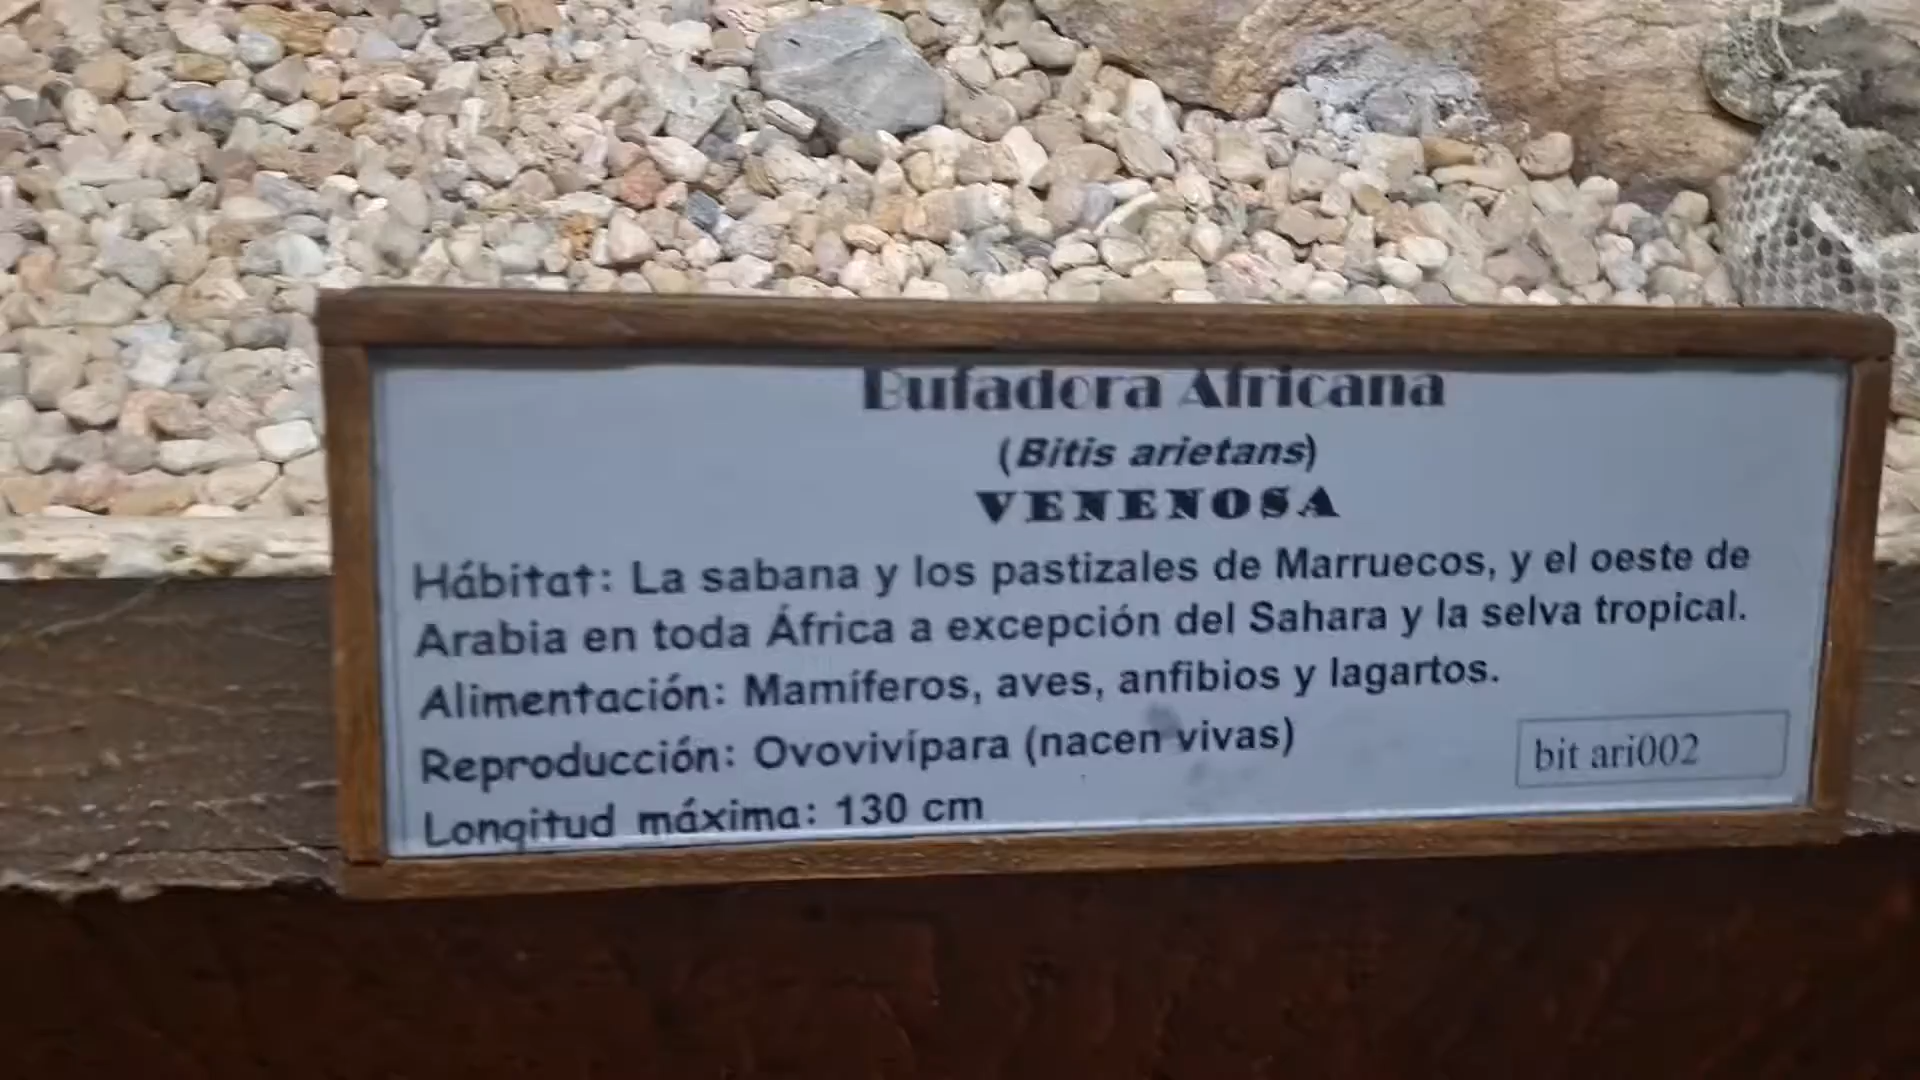 Bufadora Africana
(Bitis arietans)
VENENOSA
Hábitat: La sabana y los pastizales de Marruecos, y el oeste de
Arabia en toda África a excepción del Sahara y la selva tropical.
Alimentación: Mamíferos, aves, anfibios y lagartos.
Reproducción: Ovovivípara (nacen vivas)
bit ari002
Longitud máxima: 130 cm